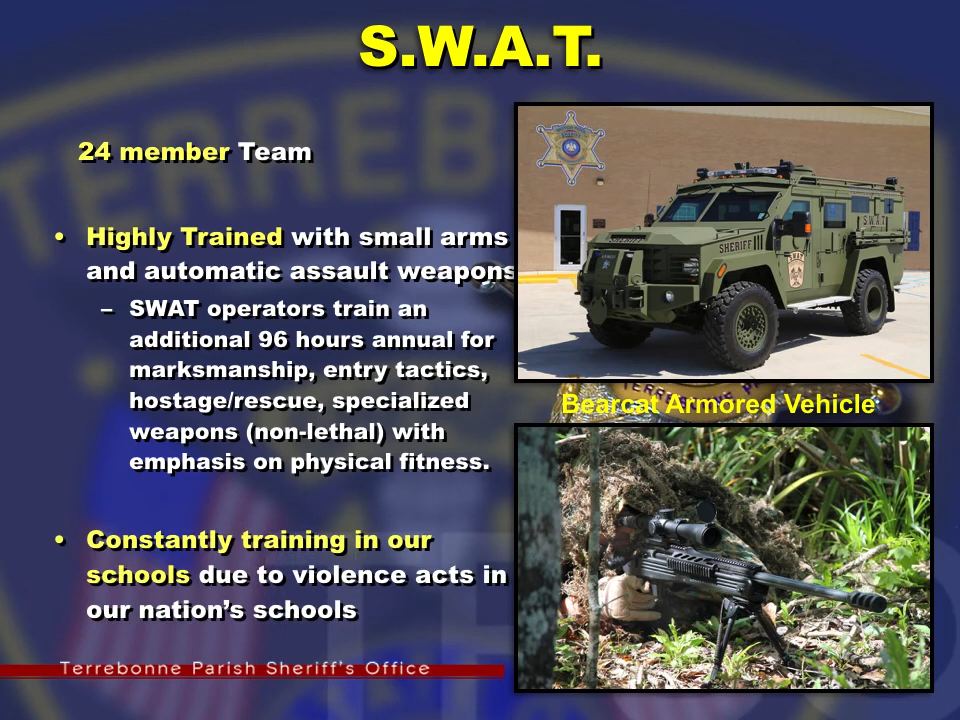 S.W.A.T.
24 member Team
• Highly Trained with small arms
and automatic assault weapons
– SWAT operators train an
additional 96 hours annual for
marksmanship, entry tactics,
hostage/rescue, specialized
weapons (non-lethal) with
emphasis on physical fitness.
• Constantly training in our
schools due to violence acts in
our nation’s schools
Terrebonne Parish Sheriff's Office
S.W.A.T.
SHERIFF
Bearcat Armored Vehicle